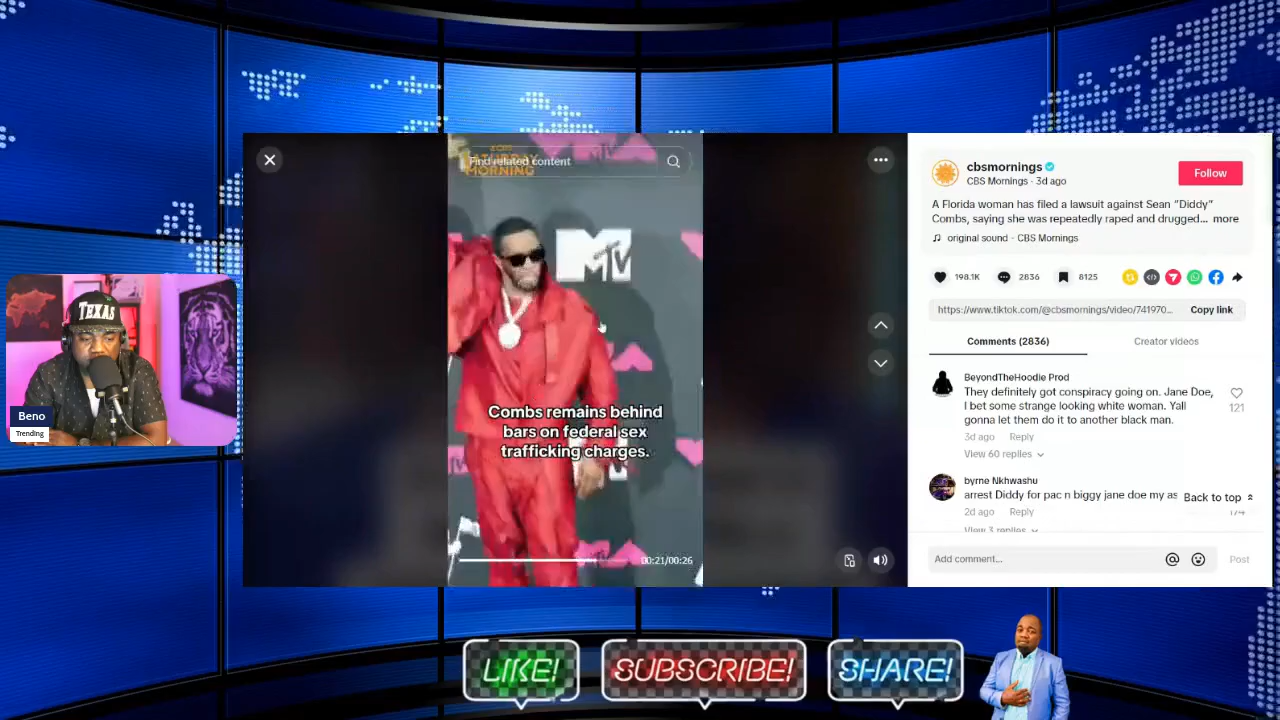 Find related content
SATURDAY
MORNING
MTV
Combs remains behind
bars on federal sex
trafficking charges.
00:21/00:26
TEXAS
Beno
Trending
cbsmornings
CBS Mornings · 3d ago
Follow
A Florida woman has filed a lawsuit against Sean “Diddy”
Combs, saying she was repeatedly raped and drugged... more
original sound - CBS Mornings
198.1K
2836
8125
https://www.tiktok.com/@cbsmornings/video/741970...
Copy link
Comments (2836)
Creator videos
BeyondTheHoodie Prod
They definitely got conspiracy going on. Jane Doe,
I bet some strange looking white woman. Yall
gonna let them do it to another black man.
121
3d ago
Reply
View 60 replies
byrne Nkhwashu
arrest Diddy for pac n biggy jane doe my as
Back to top
2d ago
Reply
View 3 replies
Add comment...
Post
LIKE!
SUBSCRIBE!
SHARE!